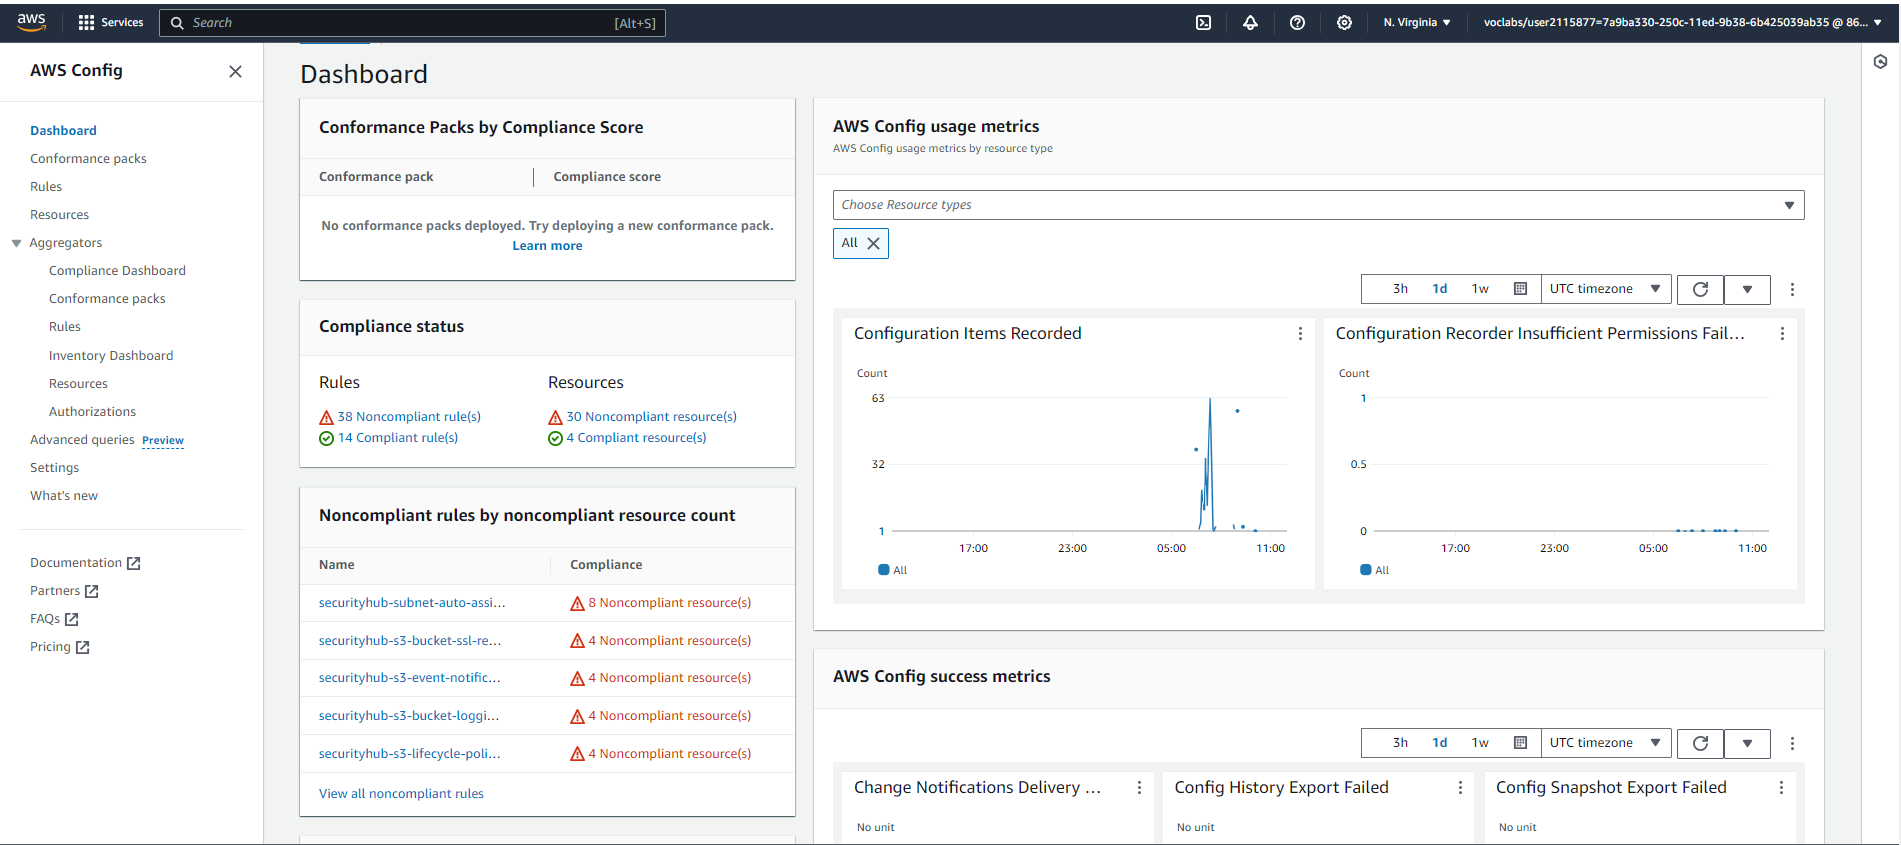 aws
Services
Search
[Alt+S]
N. Virginia
voclabs/user2115877=7a9ba330-250c-11ed-9b38-6b425039ab35 @ 86...
AWS Config
Dashboard
Conformance packs
Rules
Resources
Aggregators
Compliance Dashboard
Conformance packs
Rules
Inventory Dashboard
Resources
Authorizations
Advanced queries Preview
Settings
What's new
Documentation
Partners
FAQs
Pricing
Dashboard
Conformance Packs by Compliance Score
Conformance pack Compliance score
No conformance packs deployed. Try deploying a new conformance pack.
Learn more
Compliance status
Rules Resources
38 Noncompliant rule(s) 30 Noncompliant resource(s)
14 Compliant rule(s) 4 Compliant resource(s)
Noncompliant rules by noncompliant resource count
Name Compliance
securityhub-subnet-auto-assi... 8 Noncompliant resource(s)
securityhub-s3-bucket-ssl-re... 4 Noncompliant resource(s)
securityhub-s3-event-notific... 4 Noncompliant resource(s)
securityhub-s3-bucket-loggi... 4 Noncompliant resource(s)
securityhub-s3-lifecycle-poli... 4 Noncompliant resource(s)
View all noncompliant rules
AWS Config usage metrics
AWS Config usage metrics by resource type
Choose Resource types
All
3h 1d 1w UTC timezone
Configuration Items Recorded
Count
63
32
1
17:00 23:00 05:00 11:00
All
Configuration Recorder Insufficient Permissions Fail...
Count
1
0.5
0
17:00 23:00 05:00 11:00
All
AWS Config success metrics
3h 1d 1w UTC timezone
Change Notifications Delivery ...
No unit
Config History Export Failed
No unit
Config Snapshot Export Failed
No unit